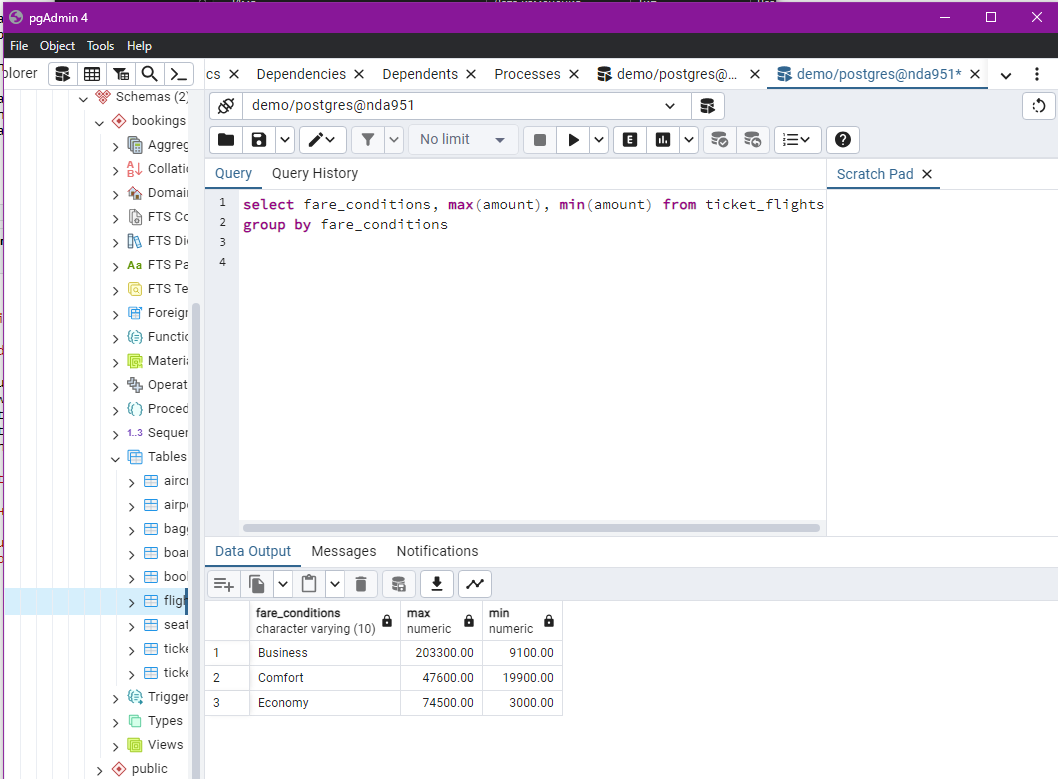 pgAdmin 4
File Object Tools Help
plorer
cs Dependencies Dependents Processes demo/postgres@... demo/postgres@nda951*
demo/postgres@nda951
No limit
E
Query Query History
Scratch Pad
1 select fare_conditions, max(amount), min(amount) from ticket_flights
2 group by fare_conditions
3
4
Schemas (2)
bookings
Aggreg
Collatio
Domai
FTS Co
FTS Di
Aa FTS Pa
FTS Te
Foreign
Functio
Materia
Operat
Proced
1..3 Sequer
Tables
aircr
airpo
bagg
boar
bool
fligh
seat
ticke
ticke
Trigger
Types
Views
public
Data Output Messages Notifications
fare_conditions max min
character varying (10) numeric numeric
1 Business 203300.00 9100.00
2 Comfort 47600.00 19900.00
3 Economy 74500.00 3000.00